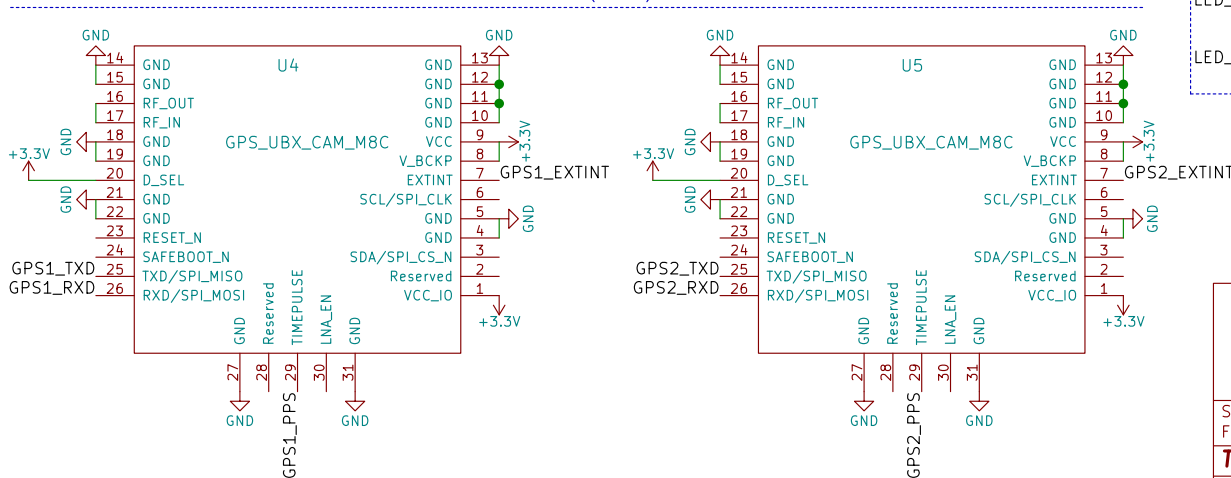 LED_
GND
GND
GND
GND
14
GND
U4
GND
13
14
GND
U5
GND
13
LED_
15
GND
GND
12
15
GND
GND
12
16
RF_OUT
GND
11
16
RF_OUT
GND
11
17
RF_IN
GND
10
17
RF_IN
GND
10
GND
18
GND
GPS_UBX_CAM_M8C
VCC
9
+3.3V
GND
18
GND
GPS_UBX_CAM_M8C
VCC
9
+3.3V
+3.3V
19
GND
V_BCKP
8
+3.3V
19
GND
V_BCKP
8
20
D_SEL
EXTINT
7
GPS1_EXTINT
20
D_SEL
EXTINT
7
GPS2_EXTINT
GND
21
GND
SCL/SPI_CLK
6
GND
21
GND
SCL/SPI_CLK
6
22
GND
GND
5
GND
22
GND
GND
5
GND
23
RESET_N
GND
4
23
RESET_N
GND
4
24
SAFEBOOT_N
SDA/SPI_CS_N
3
24
SAFEBOOT_N
SDA/SPI_CS_N
3
GPS1_TXD
25
TXD/SPI_MISO
Reserved
2
GPS2_TXD
25
TXD/SPI_MISO
Reserved
2
GPS1_RXD
26
RXD/SPI_MOSI
VCC_IO
1
GPS2_RXD
26
RXD/SPI_MOSI
VCC_IO
1
+3.3V
+3.3V
GND
Reserved
TIMEPULSE
LNA_EN
GND
GND
Reserved
TIMEPULSE
LNA_EN
GND
27
28
29
30
31
27
28
29
30
31
GND
GPS1_PPS
GND
GND
GPS2_PPS
GND
S
F
T